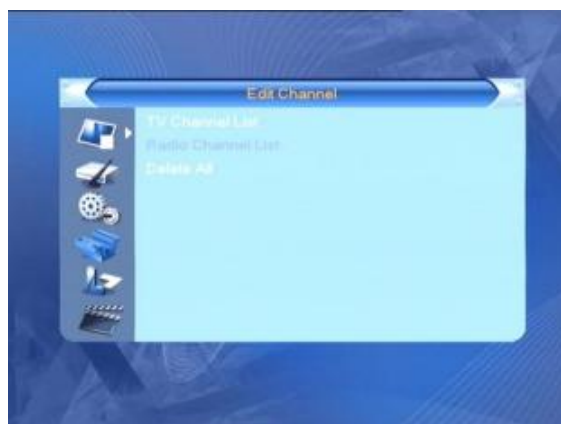 Edit Channel
TV Channel List
Radio Channel List
Delete All